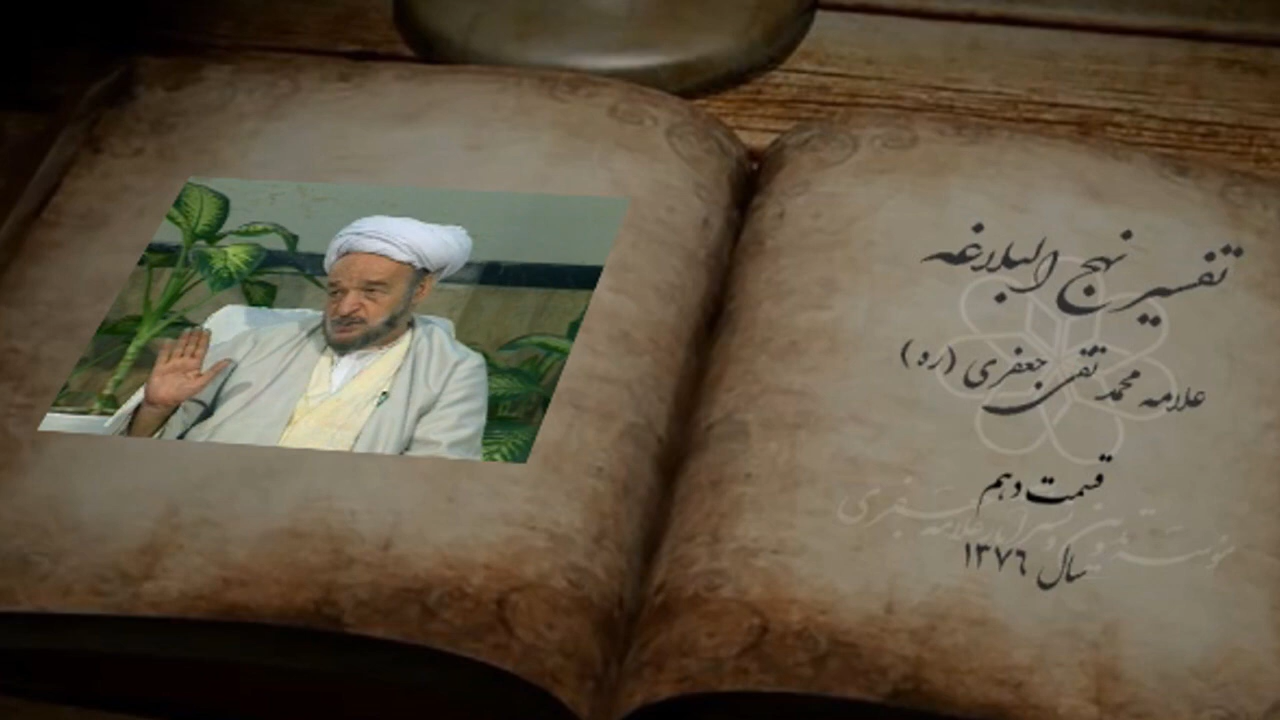 تفسیر نهج البلاغه
علامه محمد تقی جعفری (ره)
قسمت دهم
سال ۱۳۷۶